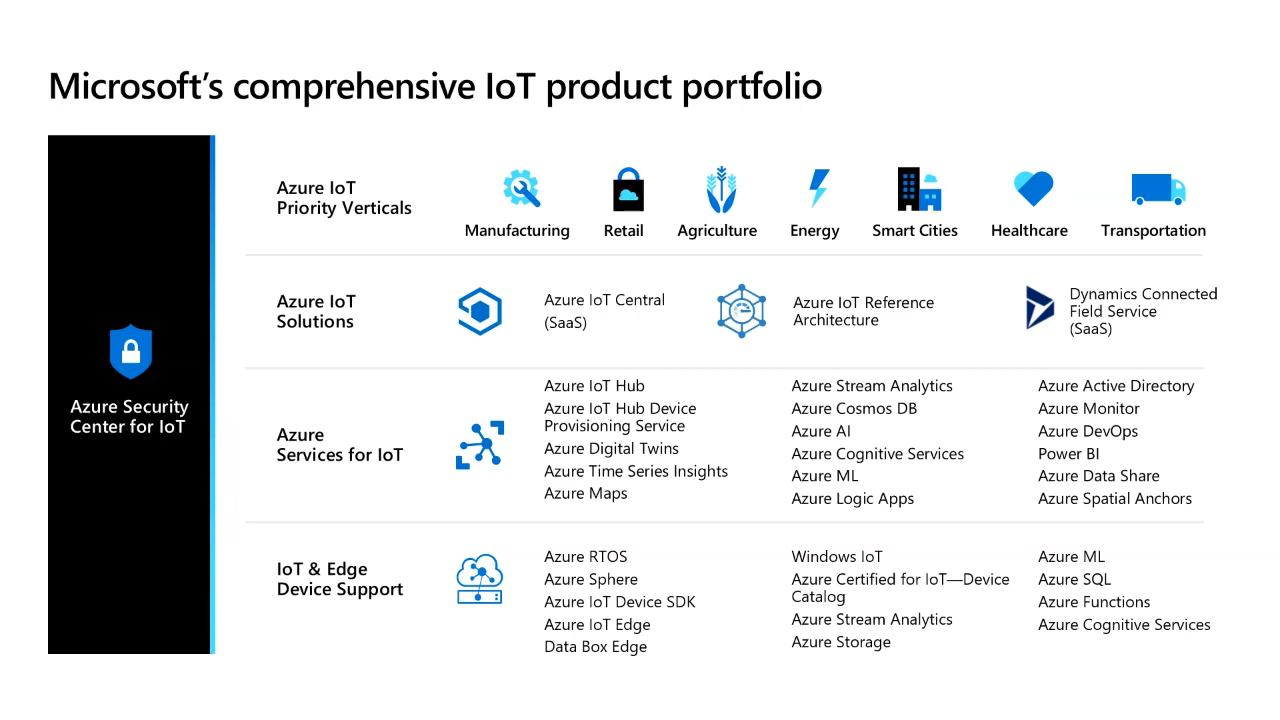 Microsoft’s comprehensive IoT product portfolio
Azure Security
Center for IoT
Azure IoT
Priority Verticals
Manufacturing
Retail
Agriculture
Energy
Smart Cities
Healthcare
Transportation
Azure IoT
Solutions
Azure IoT Central
(SaaS)
Azure IoT Reference
Architecture
Dynamics Connected
Field Service
(SaaS)
Azure
Services for IoT
Azure IoT Hub
Azure IoT Hub Device
Provisioning Service
Azure Digital Twins
Azure Time Series Insights
Azure Maps
Azure Stream Analytics
Azure Cosmos DB
Azure AI
Azure Cognitive Services
Azure ML
Azure Logic Apps
Azure Active Directory
Azure Monitor
Azure DevOps
Power BI
Azure Data Share
Azure Spatial Anchors
IoT & Edge
Device Support
Azure RTOS
Azure Sphere
Azure IoT Device SDK
Azure IoT Edge
Data Box Edge
Windows IoT
Azure Certified for IoT—Device
Catalog
Azure Stream Analytics
Azure Storage
Azure ML
Azure SQL
Azure Functions
Azure Cognitive Services